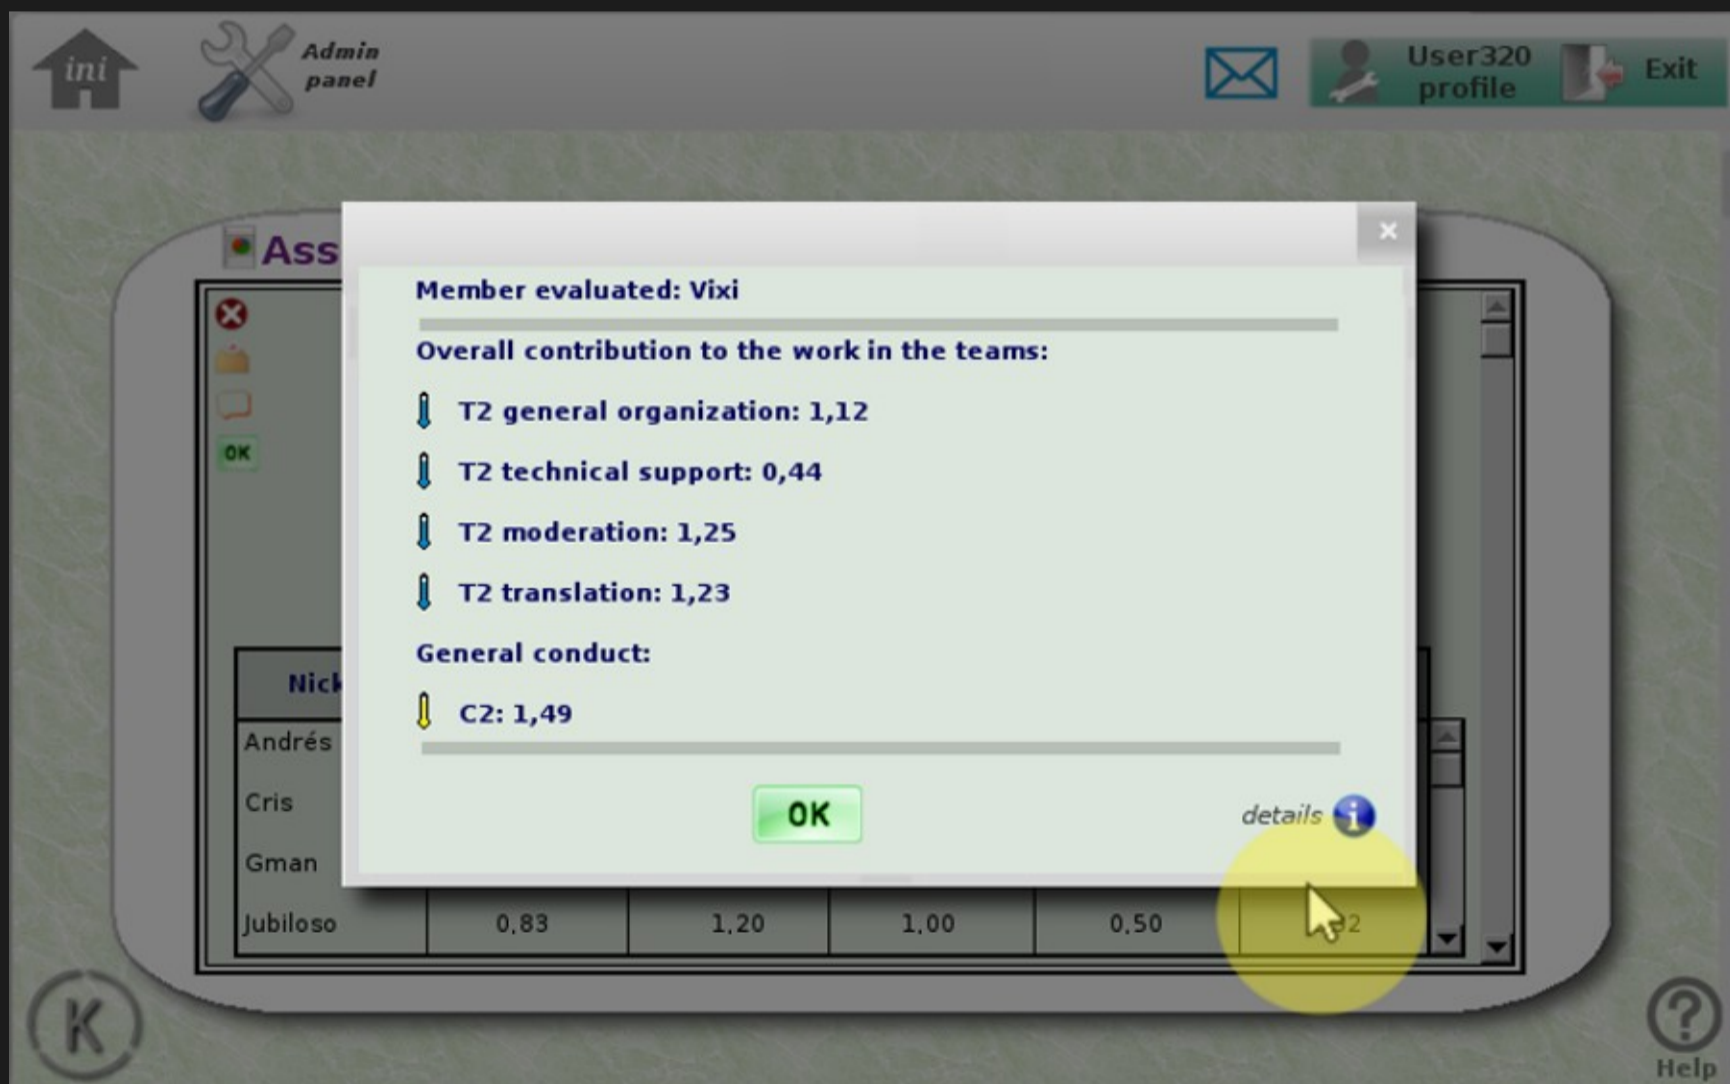 ini
Admin
panel
User320
profile
Exit
Ass
Member evaluated: Vixi
Overall contribution to the work in the teams:
T2 general organization: 1,12
T2 technical support: 0,44
T2 moderation: 1,25
T2 translation: 1,23
General conduct:
C2: 1,49
OK
details
OK
Nick
Andrés
Cris
Gman
Jubiloso 0,83 1,20 1,00 0,50
K
Help